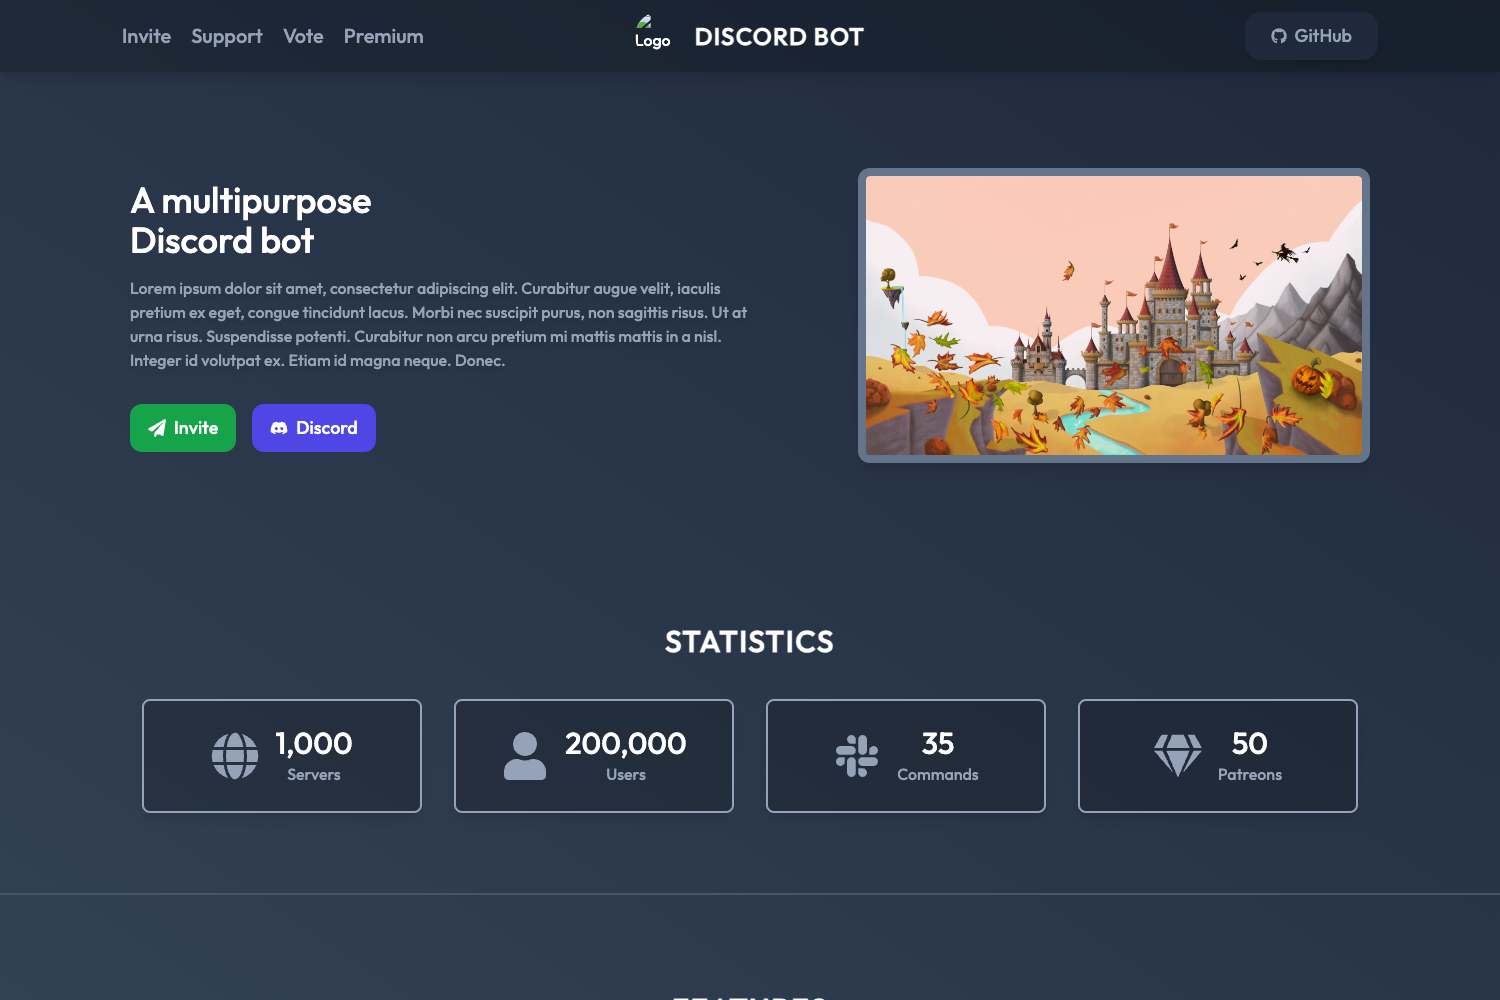 Invite Support Vote Premium
Logo
DISCORD BOT
GitHub
A multipurpose
Discord bot
Lorem ipsum dolor sit amet, consectetur adipiscing elit. Curabitur augue velit, iaculis
pretium ex eget, congue tincidunt lacus. Morbi nec suscipit purus, non sagittis risus. Ut at
urna risus. Suspendisse potenti. Curabitur non arcu pretium mi mattis mattis in a nisl.
Integer id volutpat ex. Etiam id magna neque. Donec.
Invite
Discord
STATISTICS
1,000
Servers
200,000
Users
35
Commands
50
Patreons
FEATURES